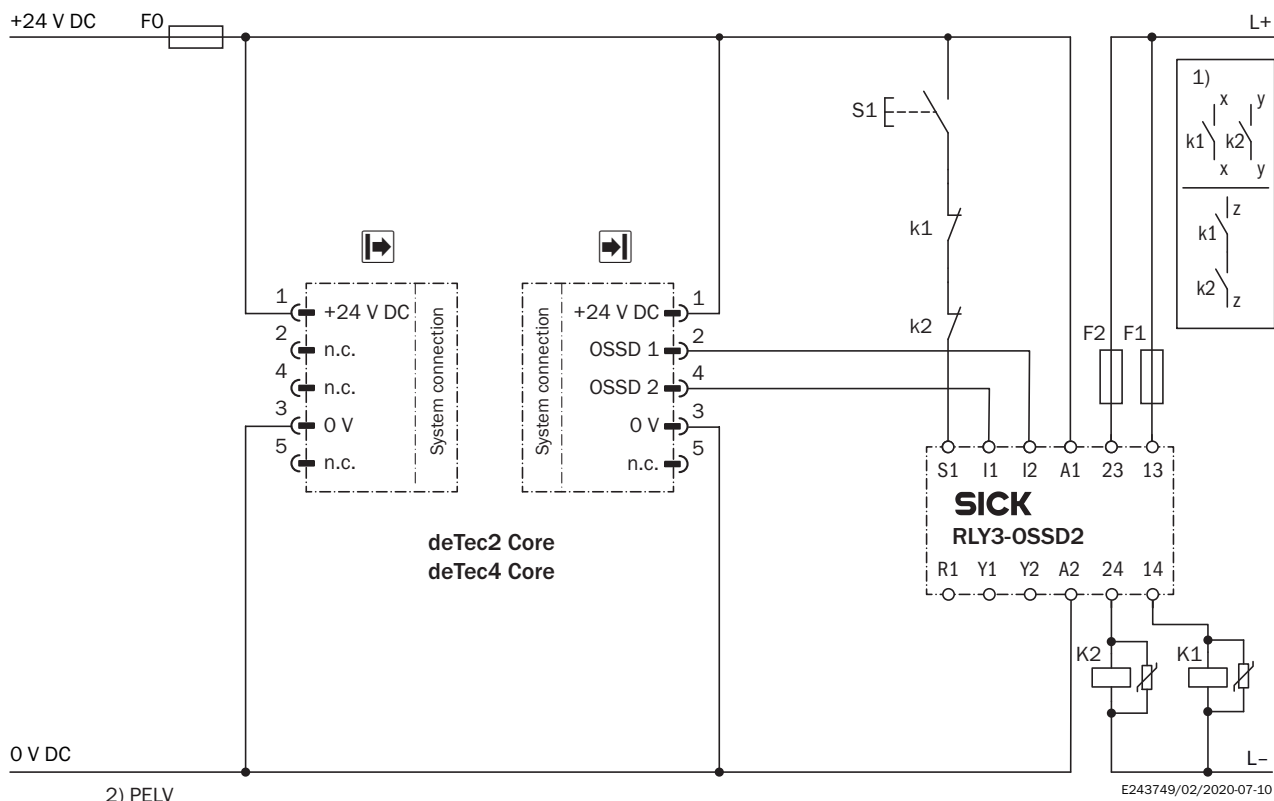 +24 V DC
F0
L+
1)
x
y
k1
k2
x
y
z
k1
k2
z
S1
k1
k2
F2
F1
1
2
4
3
5
+24 V DC
n.c.
n.c.
0 V
n.c.
System connection
System connection
+24 V DC
OSSD 1
OSSD 2
0 V
n.c.
1
2
4
3
5
deTec2 Core
deTec4 Core
S1
I1
I2
A1
23
13
SICK
RLY3-OSSD2
R1
Y1
Y2
A2
24
14
K2
K1
0 V DC
L–
2) PELV
E243749/02/2020-07-10